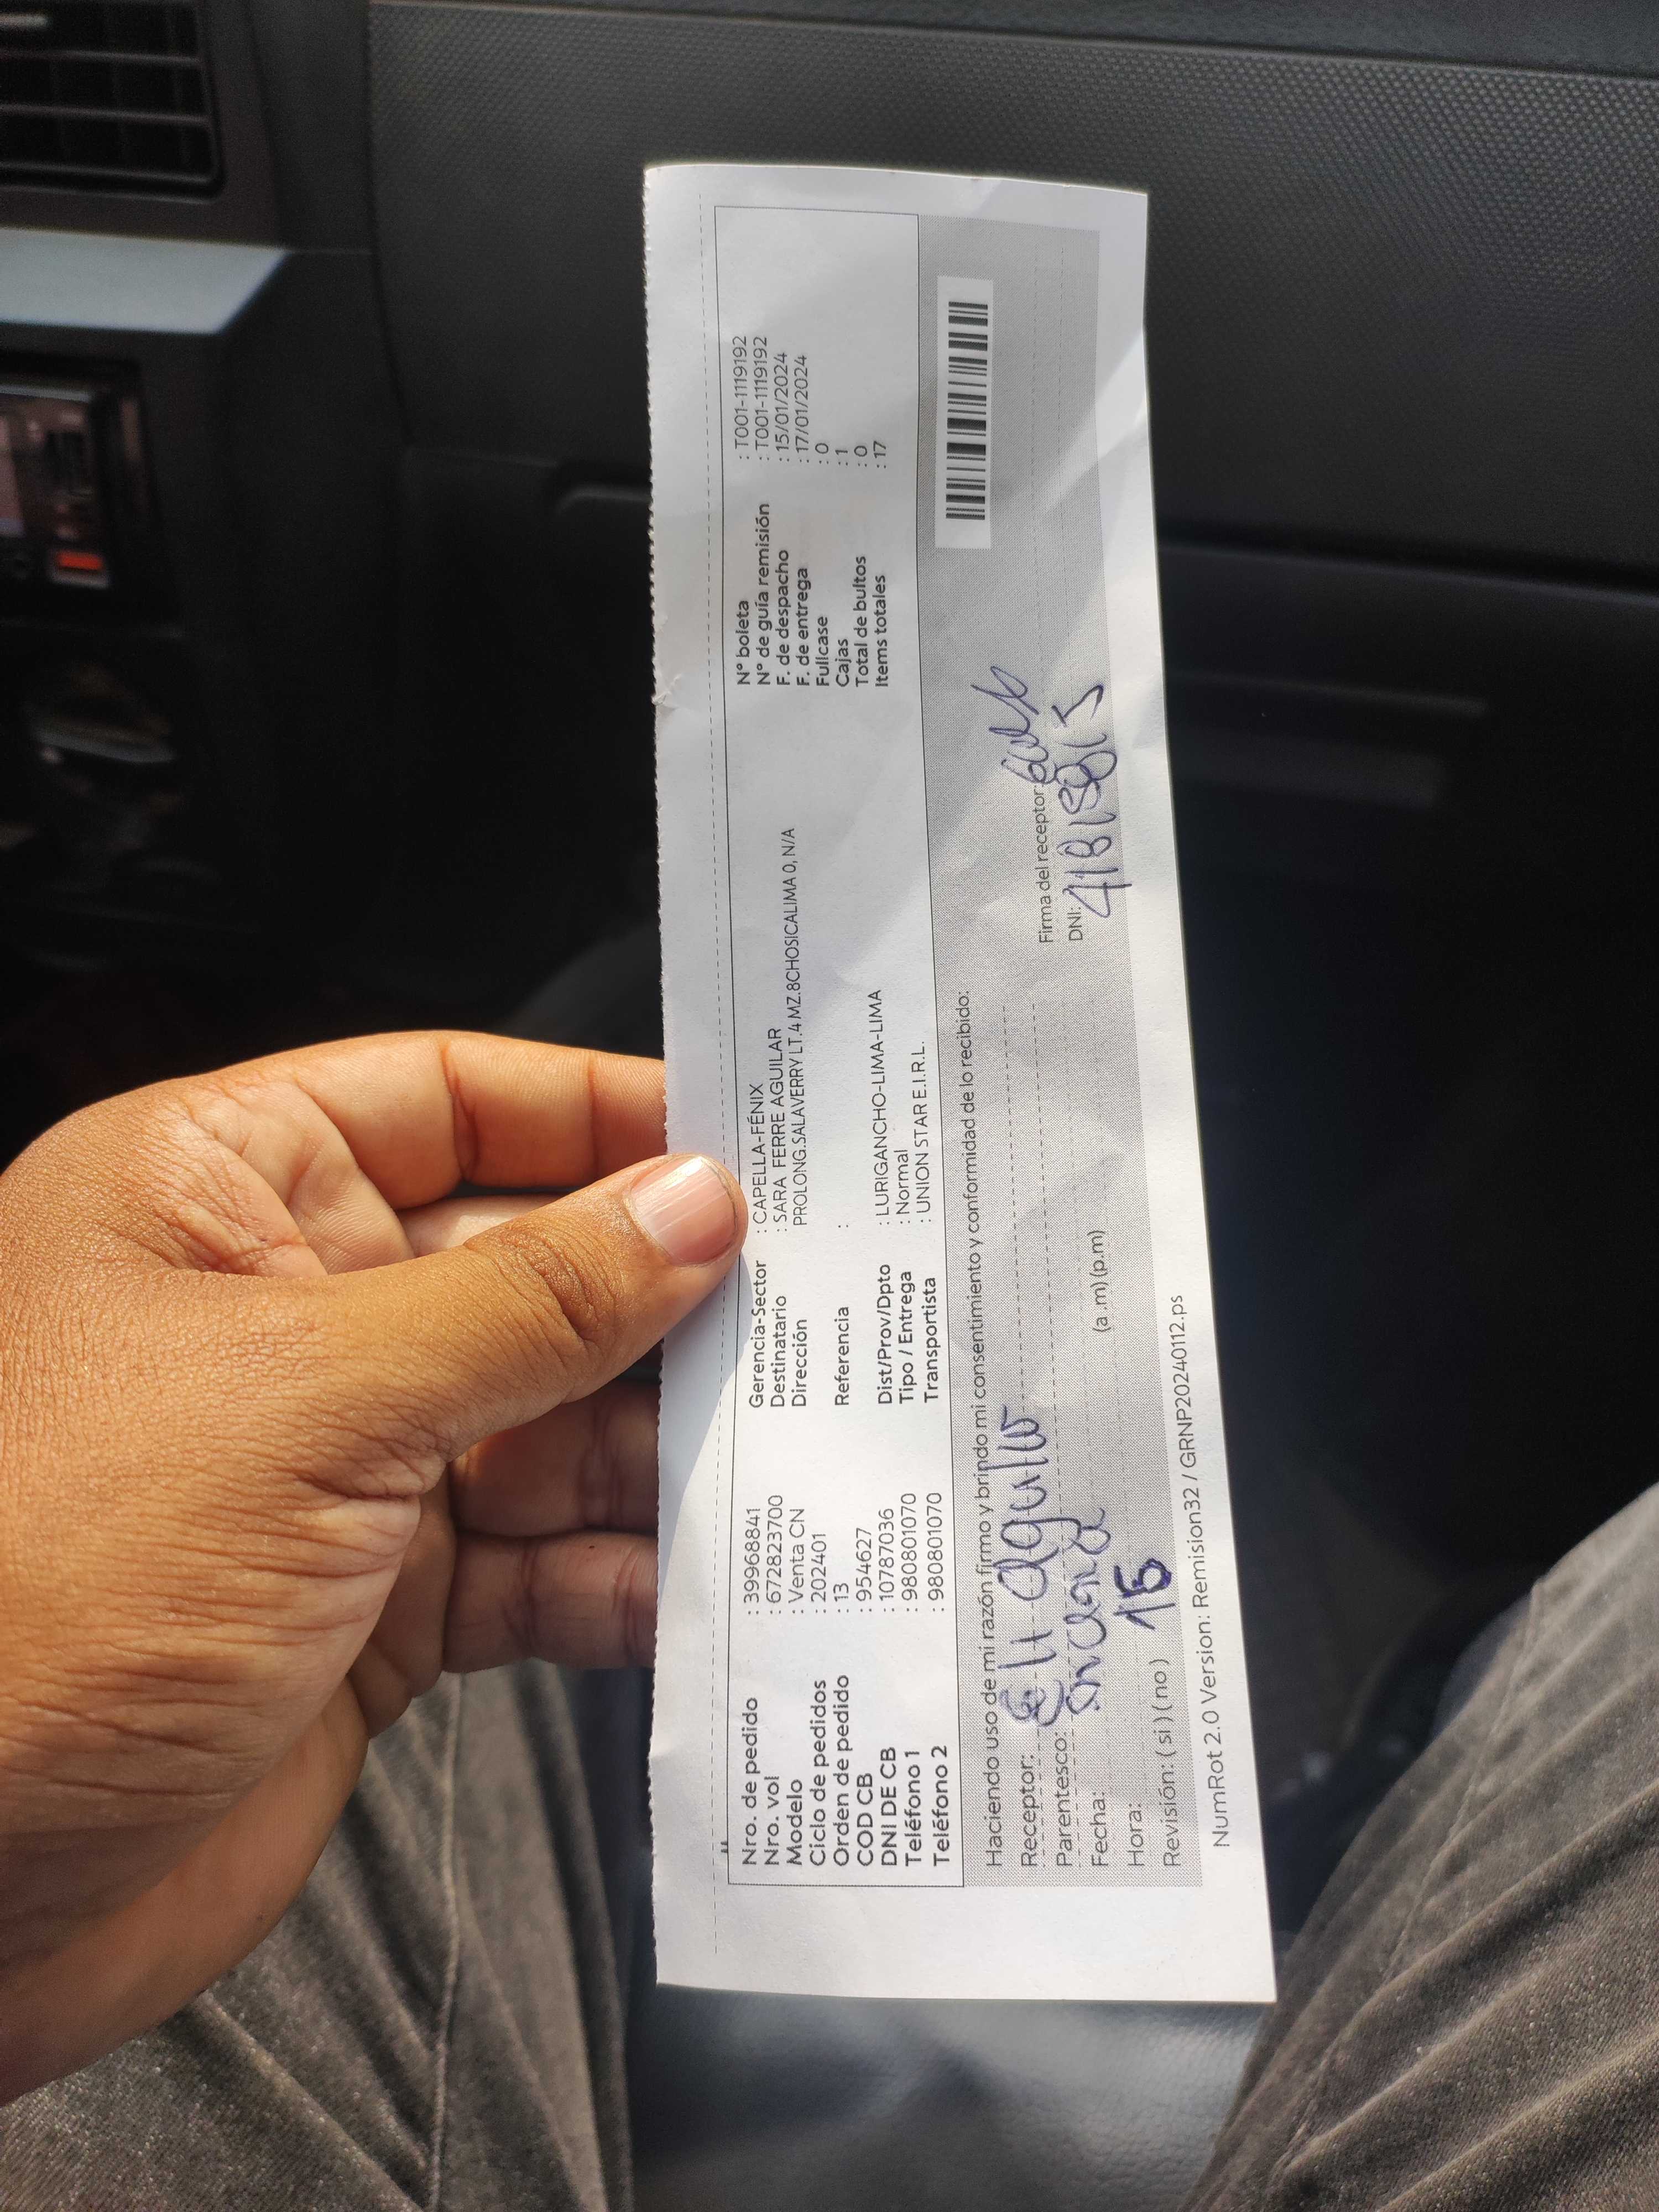 Nro. de pedido : 399968841
Nro. vol : 672823700
Modelo : Venta CN
Ciclo de pedidos : 202401
Orden de pedido : 13
COD CB : 954627
DNI DE CB : 10787036
Teléfono 1 : 980801070
Teléfono 2 : 980801070
Gerencia-Sector : CAPELLA-FÉNIX
Destinatario : SARA FERRE AGUILAR
Dirección PROLONG.SALAVERRY LT.4 MZ.8CHOSICALIMA 0, N/A
Referencia :
Dist/Prov/Dpto : LURIGANCHO-LIMA-LIMA
Tipo / Entrega : Normal
Transportista : UNION STAR E.I.R.L.
N° boleta : T001-1119192
N° de guía remisión : T001-1119192
F. de despacho : 15/01/2024
F. de entrega : 17/01/2024
Fullcase : 0
Cajas : 1
Total de bultos : 0
Items totales : 17
Haciendo uso de mi razón firmo y brindo mi consentimiento y conformidad de lo recibido:
Receptor:
Parentesco:
Fecha:
Hora: 15 (a .m) (p.m)
Revisión: ( si ) ( no )
Firma del receptor:
DNI:
NumRot 2.0 Version: Remision32 / GRNP20240112.ps